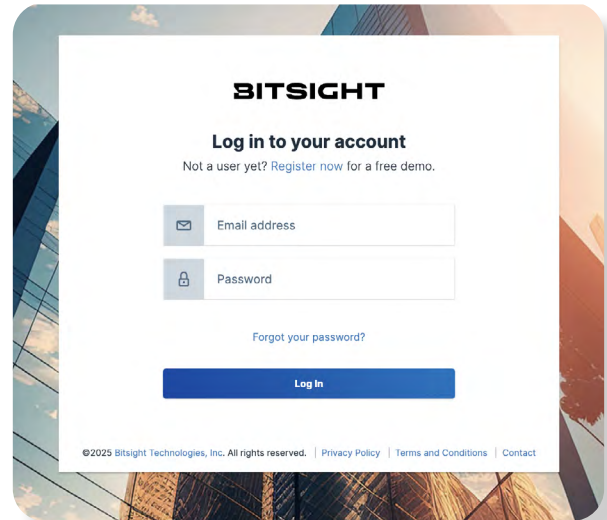 BITSIGHT
Log in to your account
Not a user yet? Register now for a free demo.
Email address
Password
Forgot your password?
Log In
©2025 Bitsight Technologies, Inc. All rights reserved. | Privacy Policy | Terms and Conditions | Contact